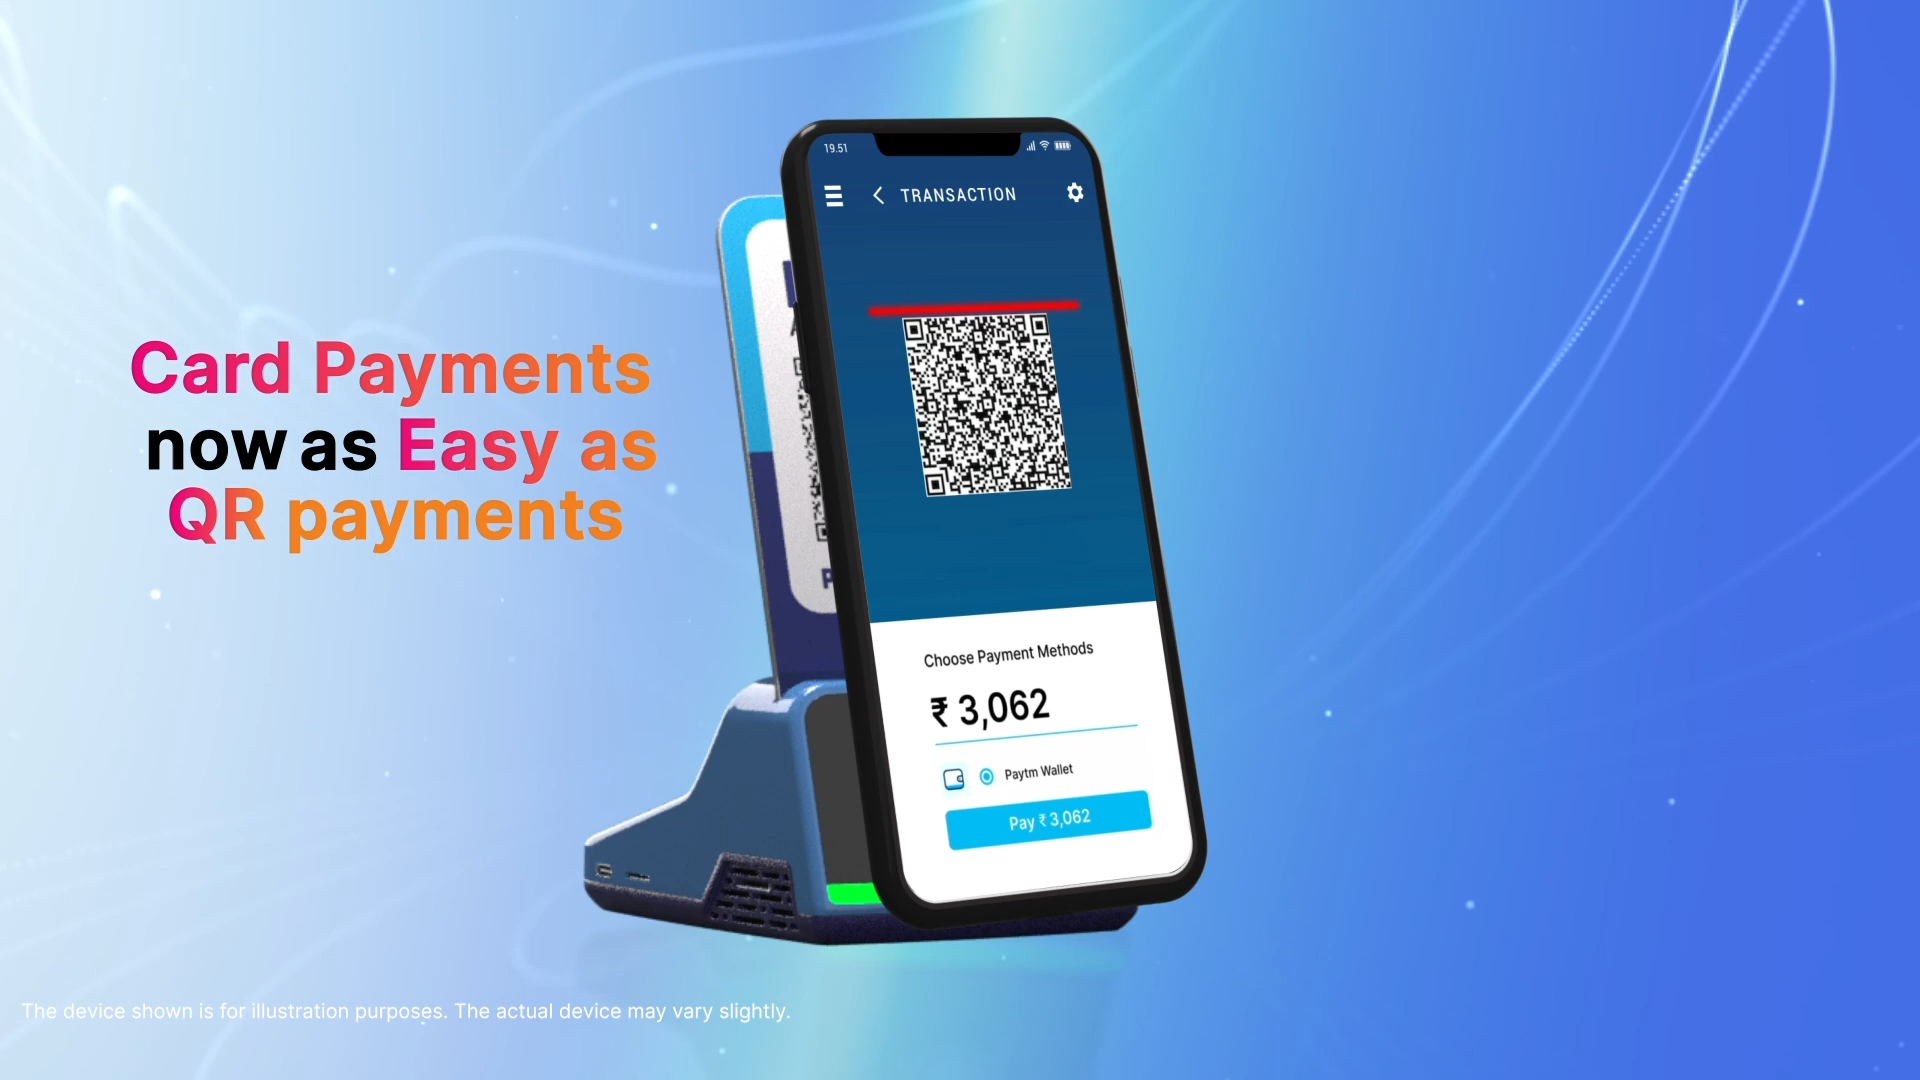 Card Payments
now as Easy as
QR payments
19.51
TRANSACTION
Choose Payment Methods
₹ 3,062
Paytm Wallet
Pay ₹ 3,062
The device shown is for illustration purposes. The actual device may vary slightly.